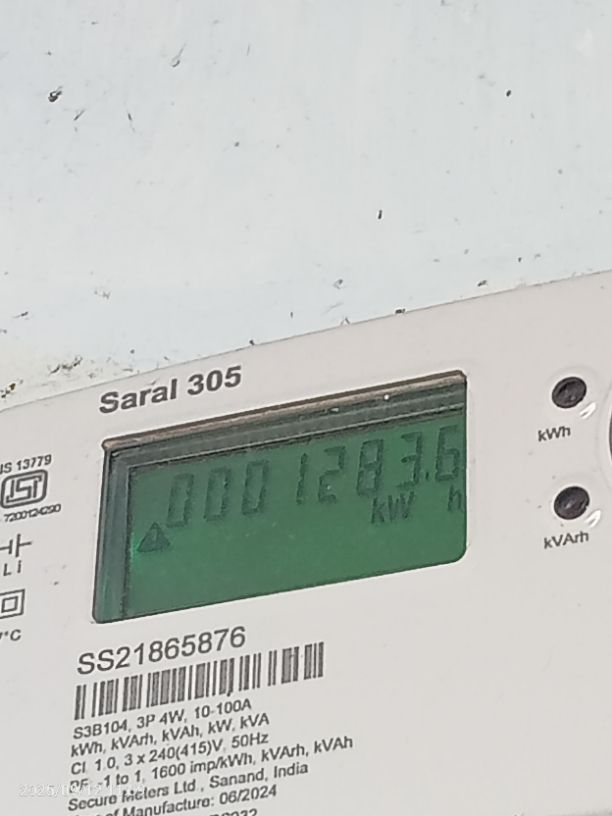 Saral 305
IS 13779
ISI
kWh
0001283.6
kW h
kVArh
Li
°C
SS21865876
S3B104, 3P 4W, 10-100A
kWh, kVArh, kVAh, kW, kVA
Cl 1.0, 3 x 240(415)V, 50Hz
-1 to 1, 1600 imp/kWh, kVArh, kVAh
Secure Meters Ltd., Sanand, India
of Manufacture: 06/2024